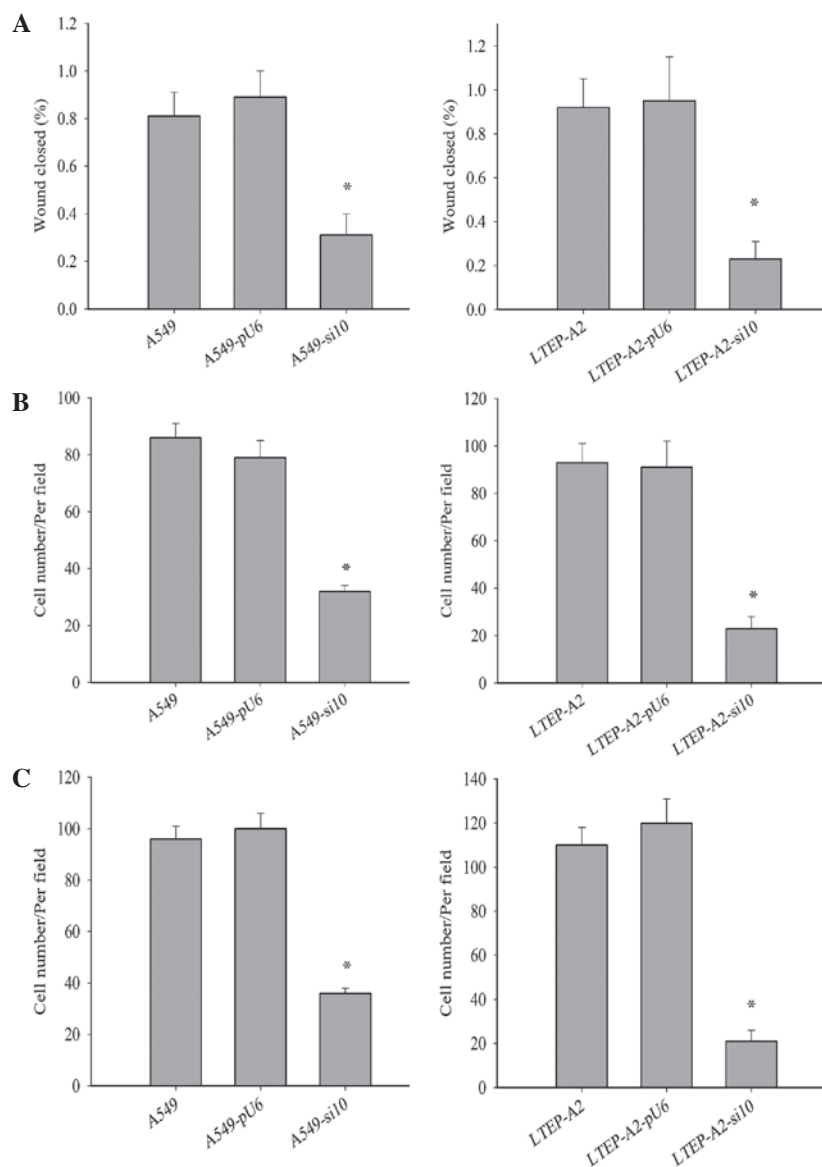 A
Wound closed (%)
1.2
1.0
0.8
0.6
0.4
0.2
0.0
*
A549
A549-pU6
A549-si10
Wound closed (%)
1.2
1.0
0.8
0.6
0.4
0.2
0.0
*
LTEP-A2
LTEP-A2-pU6
LTEP-A2-si10
B
Cell number/Per field
100
80
60
40
20
0
*
A549
A549-pU6
A549-si10
Cell number/Per field
120
100
80
60
40
20
0
*
LTEP-A2
LTEP-A2-pU6
LTEP-A2-si10
C
Cell number/Per field
120
100
80
60
40
20
0
*
A549
A549-pU6
A549-si10
Cell number/Per field
140
120
100
80
60
40
20
0
*
LTEP-A2
LTEP-A2-pU6
LTEP-A2-si10